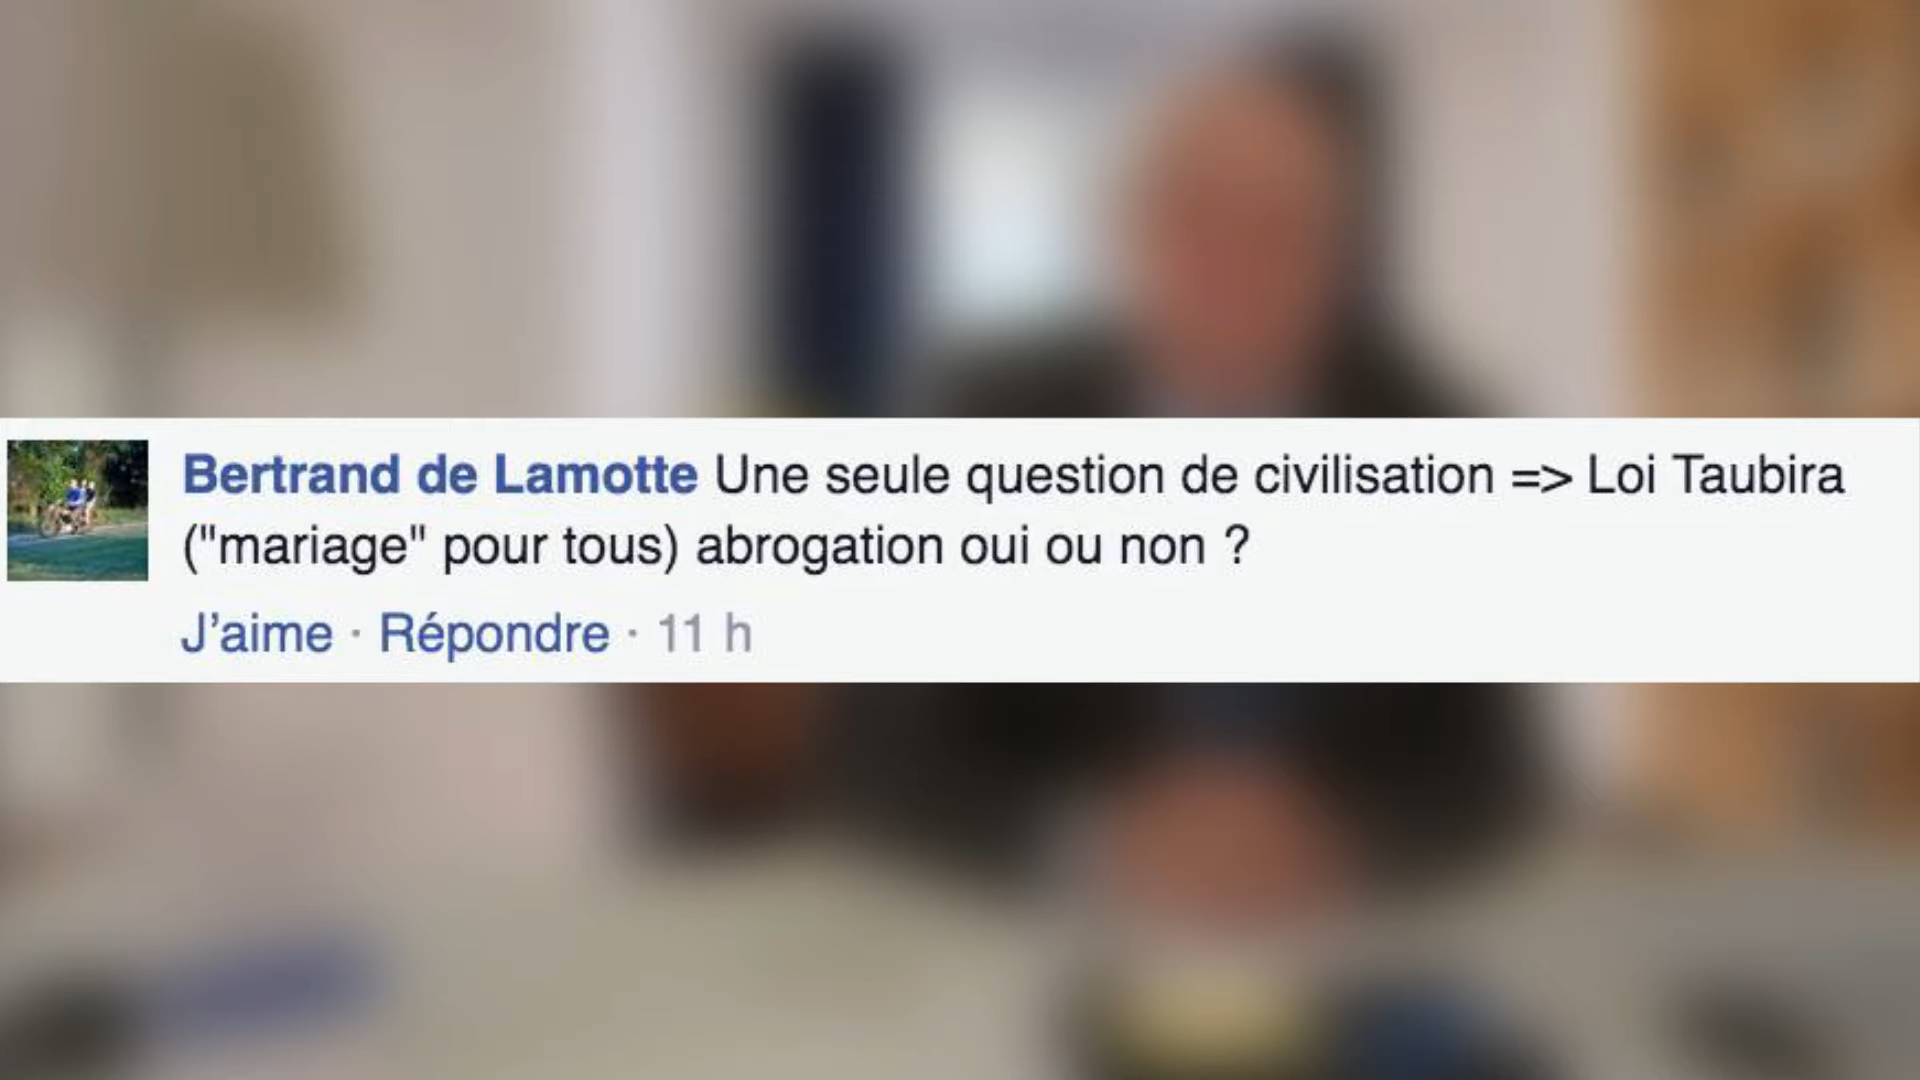 Bertrand de Lamotte Une seule question de civilisation => Loi Taubira
("mariage" pour tous) abrogation oui ou non ?
J’aime · Répondre · 11 h